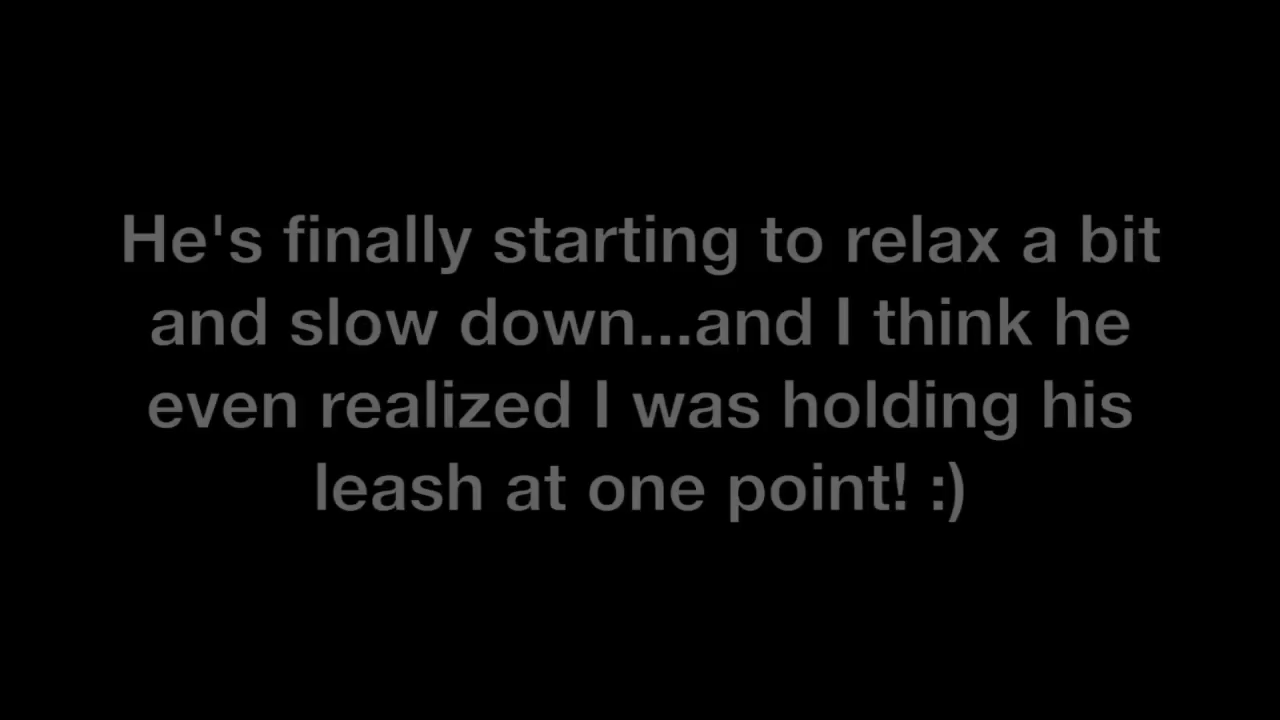 He's finally starting to relax a bit
and slow down...and I think he
even realized I was holding his
leash at one point! :)